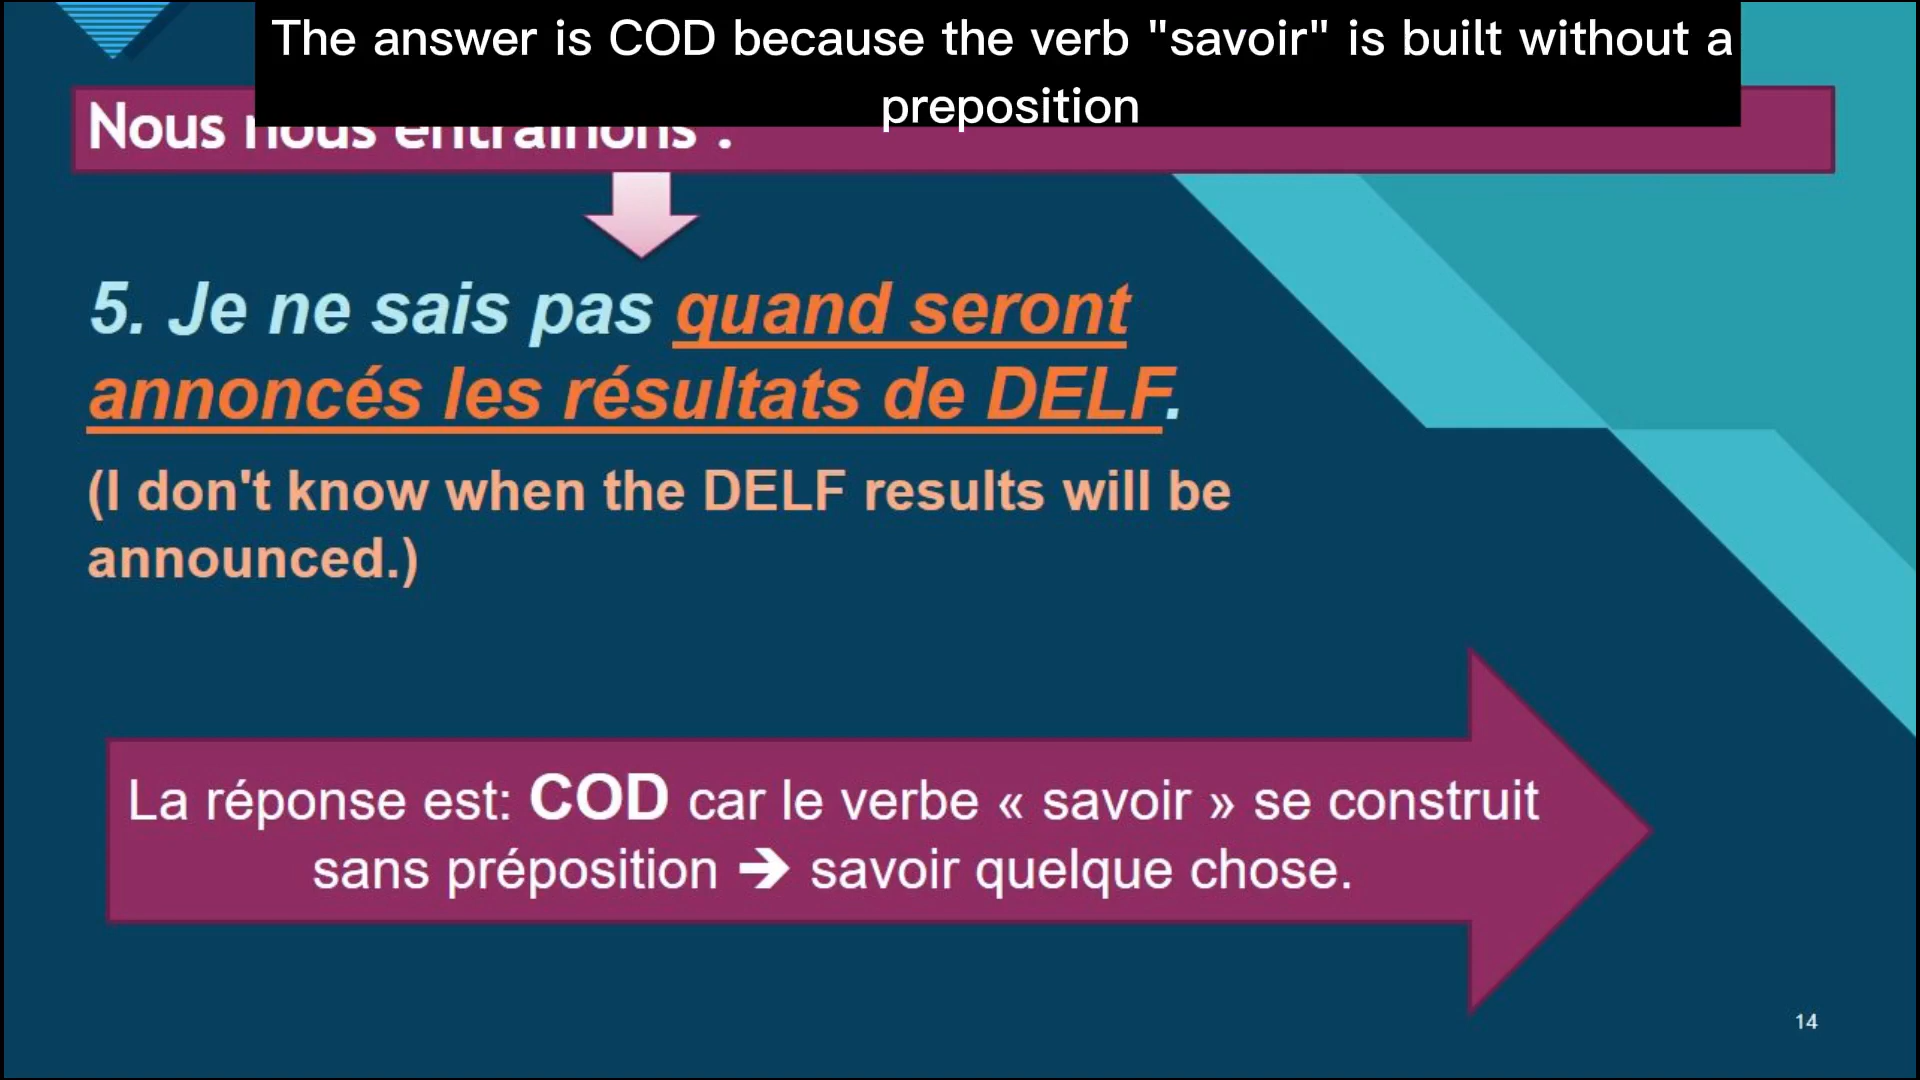 The answer is COD because the verb "savoir" is built without a
preposition
Nous nous entraînons :
5. Je ne sais pas quand seront
annoncés les résultats de DELF.
(I don't know when the DELF results will be
announced.)
La réponse est: COD car le verbe « savoir » se construit
sans préposition ➔ savoir quelque chose.
14